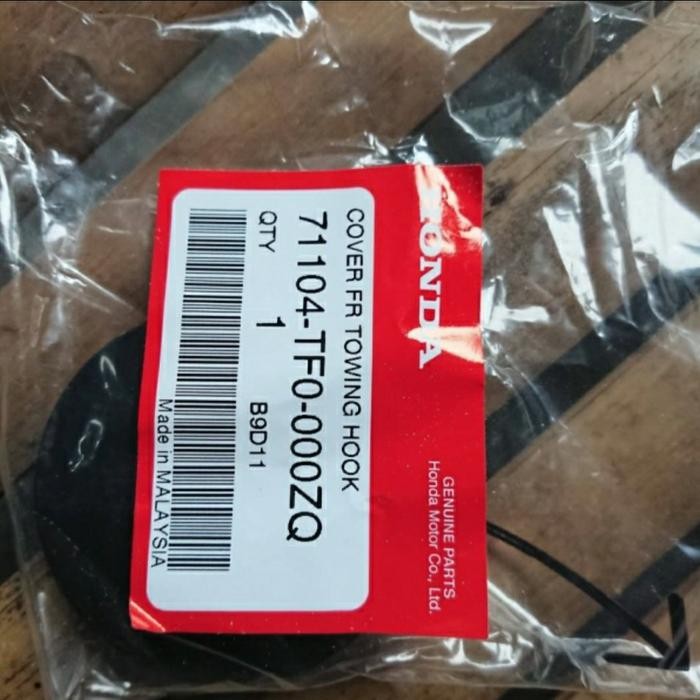 HONDA
GENUINE PARTS
Honda Motor Co., Ltd.
COVER FR TOWING HOOK
71104-TF0-000ZQ
QTY 1 B9D11
Made in MALAYSIA